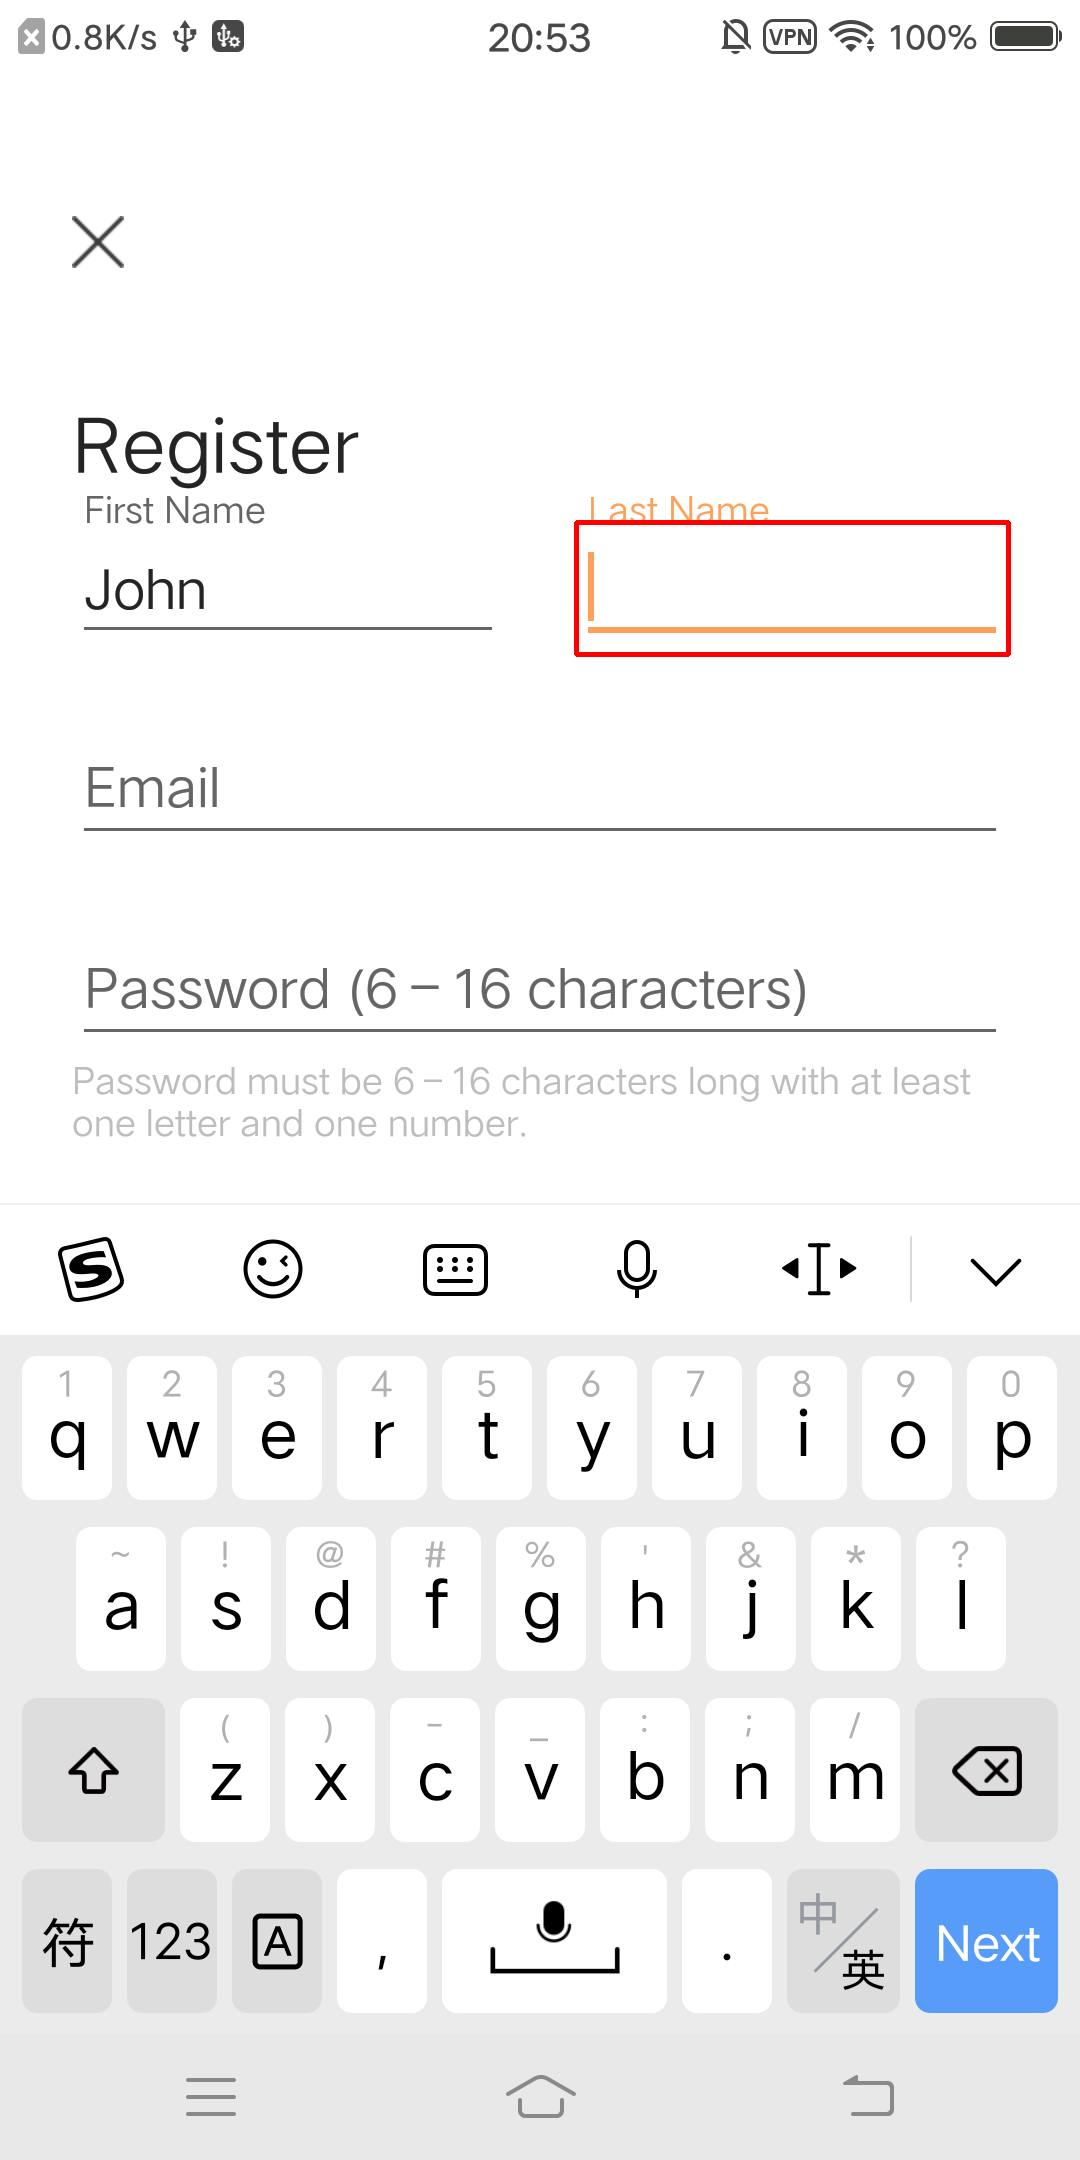 0.8K/s 20:53 VPN 100%
Register
First Name Last Name
John
Email
Password (6 – 16 characters)
Password must be 6 – 16 characters long with at least
one letter and one number.
1 2 3 4 5 6 7 8 9 0
q w e r t y u i o p
~ ! @ # % ' & * ?
a s d f g h j k l
( ) - _ : ; /
z x c v b n m
符 123 A , . 中/英 Next